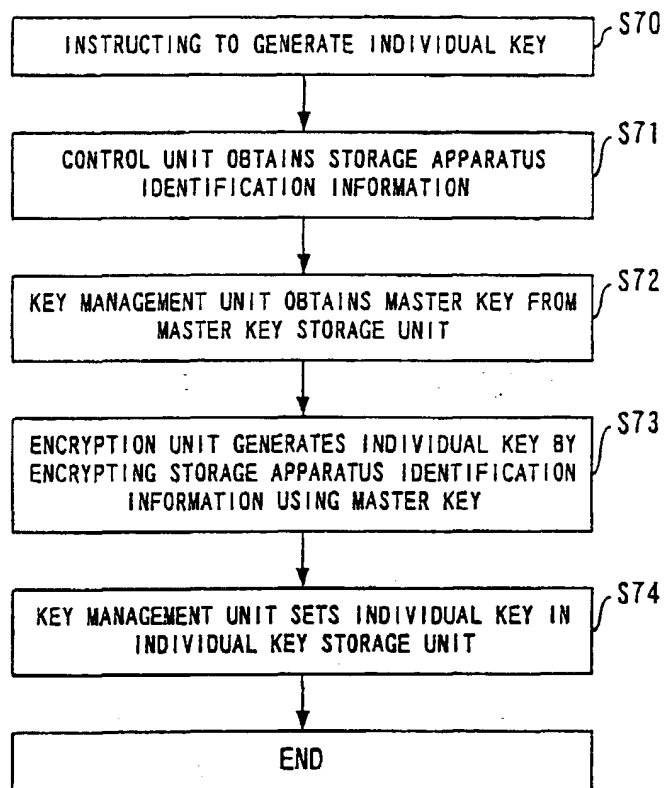 INSTRUCTING TO GENERATE INDIVIDUAL KEY
S70
CONTROL UNIT OBTAINS STORAGE APPARATUS
IDENTIFICATION INFORMATION
S71
KEY MANAGEMENT UNIT OBTAINS MASTER KEY FROM
MASTER KEY STORAGE UNIT
S72
ENCRYPTION UNIT GENERATES INDIVIDUAL KEY BY
ENCRYPTING STORAGE APPARATUS IDENTIFICATION
INFORMATION USING MASTER KEY
S73
KEY MANAGEMENT UNIT SETS INDIVIDUAL KEY IN
INDIVIDUAL KEY STORAGE UNIT
S74
END